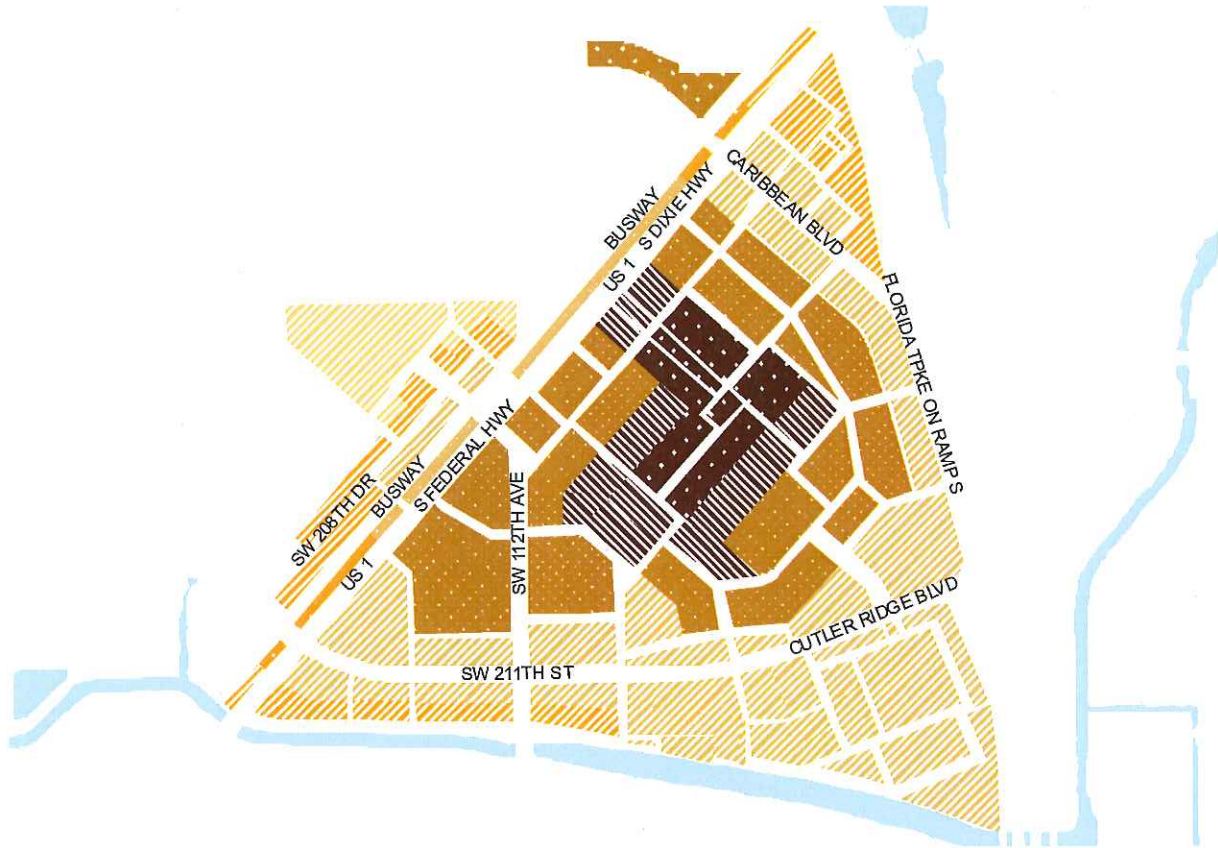 CARIBBEAN BLVD
BUSWAY
S DIXIE HWY
US 1
FLORIDA TPKE ON RAMP S
S FEDERAL HWY
BUSWAY
SW 208TH DR
US 1
SW 112TH AVE
CUTLER RIDGE BLVD
SW 211TH ST